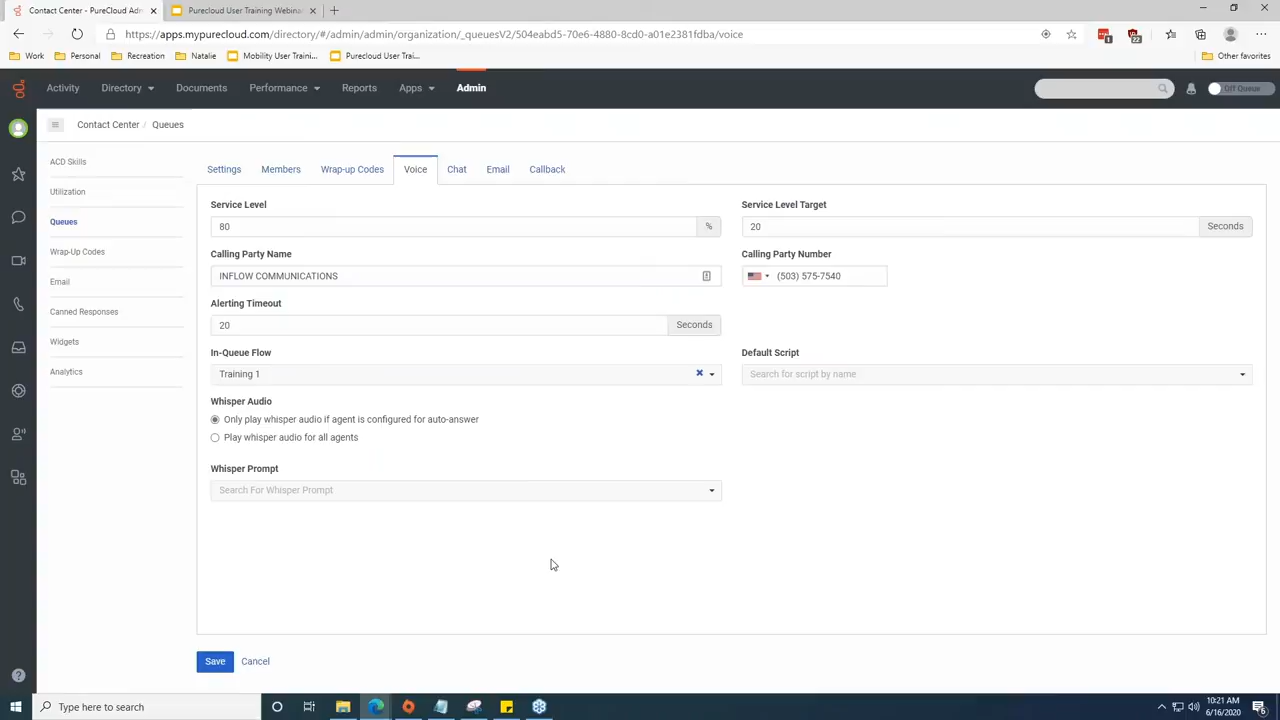 Contact Center - PureCloud Adm
Purecloud User Training Webina
https://apps.mypurecloud.com/directory/#/admin/admin/organization/_queuesV2/504eabd5-70e6-4880-8cd0-a01e2381fdba/voice
1
22
Work
Personal
Recreation
Natalie
Mobility User Traini...
Purecloud User Trai...
Other favorites
Activity
Directory
Documents
Performance
Reports
Apps
Admin
Off Queue
Contact Center / Queues
ACD Skills
Utilization
Queues
Wrap-Up Codes
Email
Canned Responses
Widgets
Analytics
Settings
Members
Wrap-up Codes
Voice
Chat
Email
Callback
Service Level
80
%
Service Level Target
20
Seconds
Calling Party Name
INFLOW COMMUNICATIONS
Calling Party Number
(503) 575-7540
Alerting Timeout
20
Seconds
In-Queue Flow
Training 1
Default Script
Search for script by name
Whisper Audio
Only play whisper audio if agent is configured for auto-answer
Play whisper audio for all agents
Whisper Prompt
Search For Whisper Prompt
Save
Cancel
Type here to search
10:21 AM
6/16/2020
6